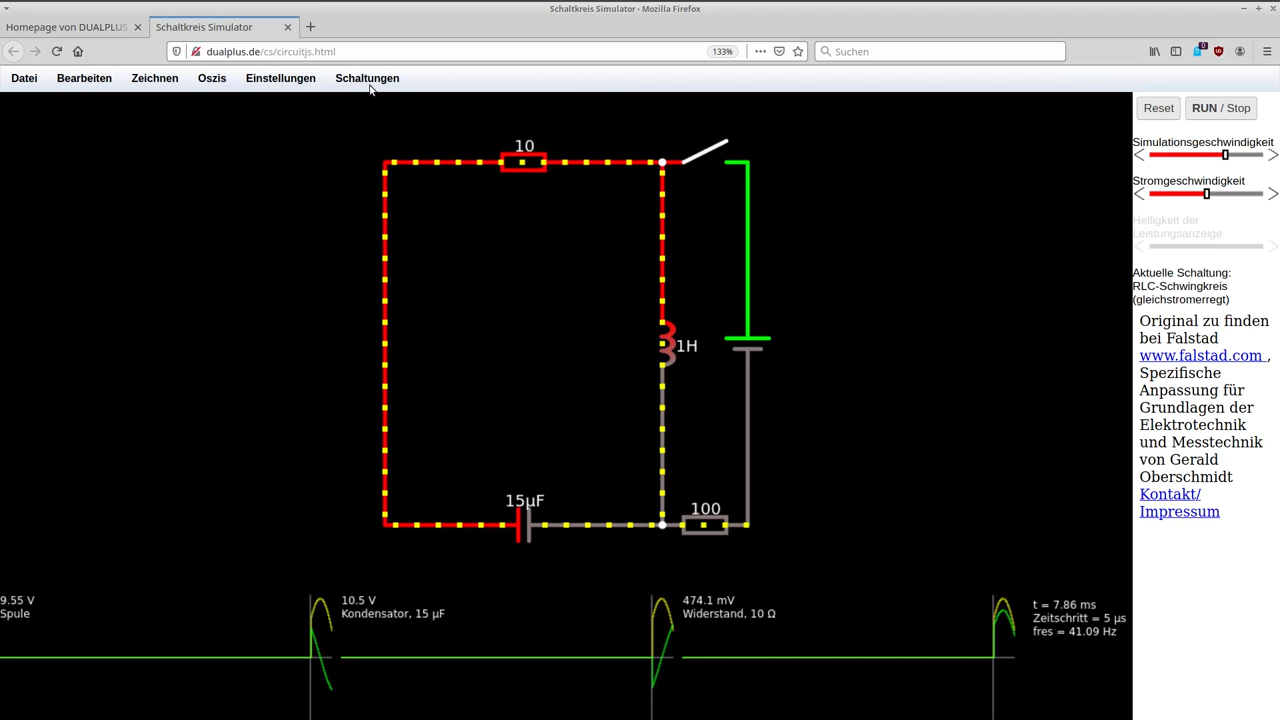 Schaltkreis Simulator - Mozilla Firefox
Homepage von DUALPLUS
Schaltkreis Simulator
dualplus.de/cs/circuitjs.html
133%
Suchen
0
Datei Bearbeiten Zeichnen Oszis Einstellungen Schaltungen
Reset RUN / Stop
Simulationsgeschwindigkeit
Stromgeschwindigkeit
Helligkeit der
Leistungsanzeige
Aktuelle Schaltung:
RLC-Schwingkreis
(gleichstromerregt)
Original zu finden
bei Falstad
www.falstad.com ,
Spezifische
Anpassung für
Grundlagen der
Elektrotechnik
und Messtechnik
von Gerald
Oberschmidt
Kontakt/
Impressum
10
1H
15μF
100
9.55 V
Spule
10.5 V
Kondensator, 15 μF
474.1 mV
Widerstand, 10 Ω
t = 7.86 ms
Zeitschritt = 5 μs
fres = 41.09 Hz